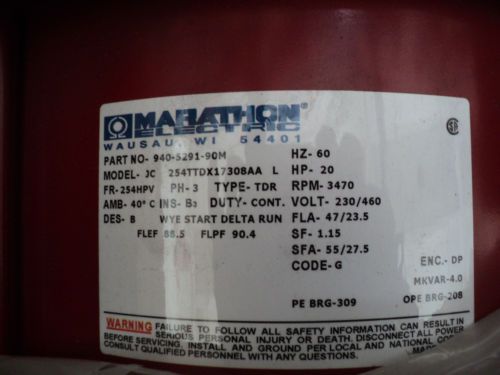 MARATHON®
ELECTRIC
WAUSAU, WI 54401
PART NO- 940-5291-90M
MODEL- JC 254TTDX17308AA L
FR-254HPV PH-3 TYPE-TDR
AMB- 40° C INS- B3 DUTY- CONT.
DES- B WYE START DELTA RUN
FLEF 88.5 FLPF 90.4
HZ- 60
HP- 20
RPM- 3470
VOLT- 230/460
FLA- 47/23.5
SF- 1.15
SFA- 55/27.5
CODE- G
ENC.- DP
MKVAR-4.0
PE BRG-309 OPE BRG-208
WARNING FAILURE TO FOLLOW ALL SAFETY INFORMATION CAN RESULT IN
SERIOUS PERSONAL INJURY OR DEATH. DISCONNECT ALL POWER
BEFORE SERVICING. INSTALL AND GROUND PER LOCAL AND NATIONAL
CONSULT QUALIFIED PERSONNEL WITH ANY QUESTIONS.